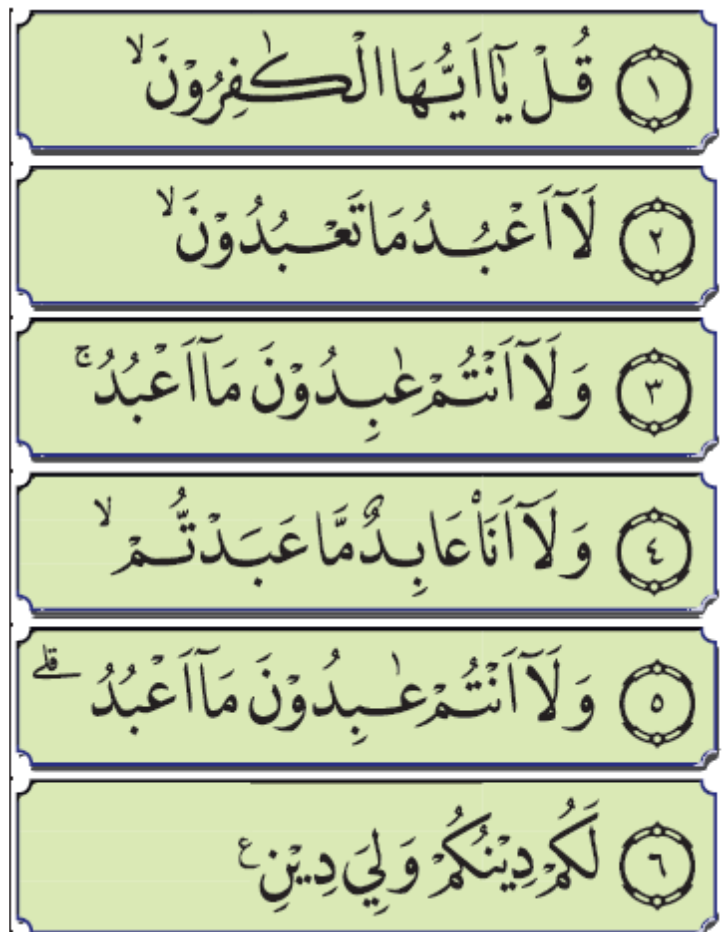 ١ قُلْ يٰٓاَيُّهَا الْكٰفِرُوْنَ ۙ
٢ لَآ اَعْبُدُ مَا تَعْبُدُوْنَ ۙ
٣ وَلَآ اَنْتُمْ عٰبِدُوْنَ مَآ اَعْبُدُ ۚ
٤ وَلَآ اَنَا۠ عَابِدٌ مَّا عَبَدْتُّمْ ۙ
٥ وَلَآ اَنْتُمْ عٰبِدُوْنَ مَآ اَعْبُدُ ۗ
٦ لَكُمْ دِيْنُكُمْ وَلِيَ دِيْنِ ع